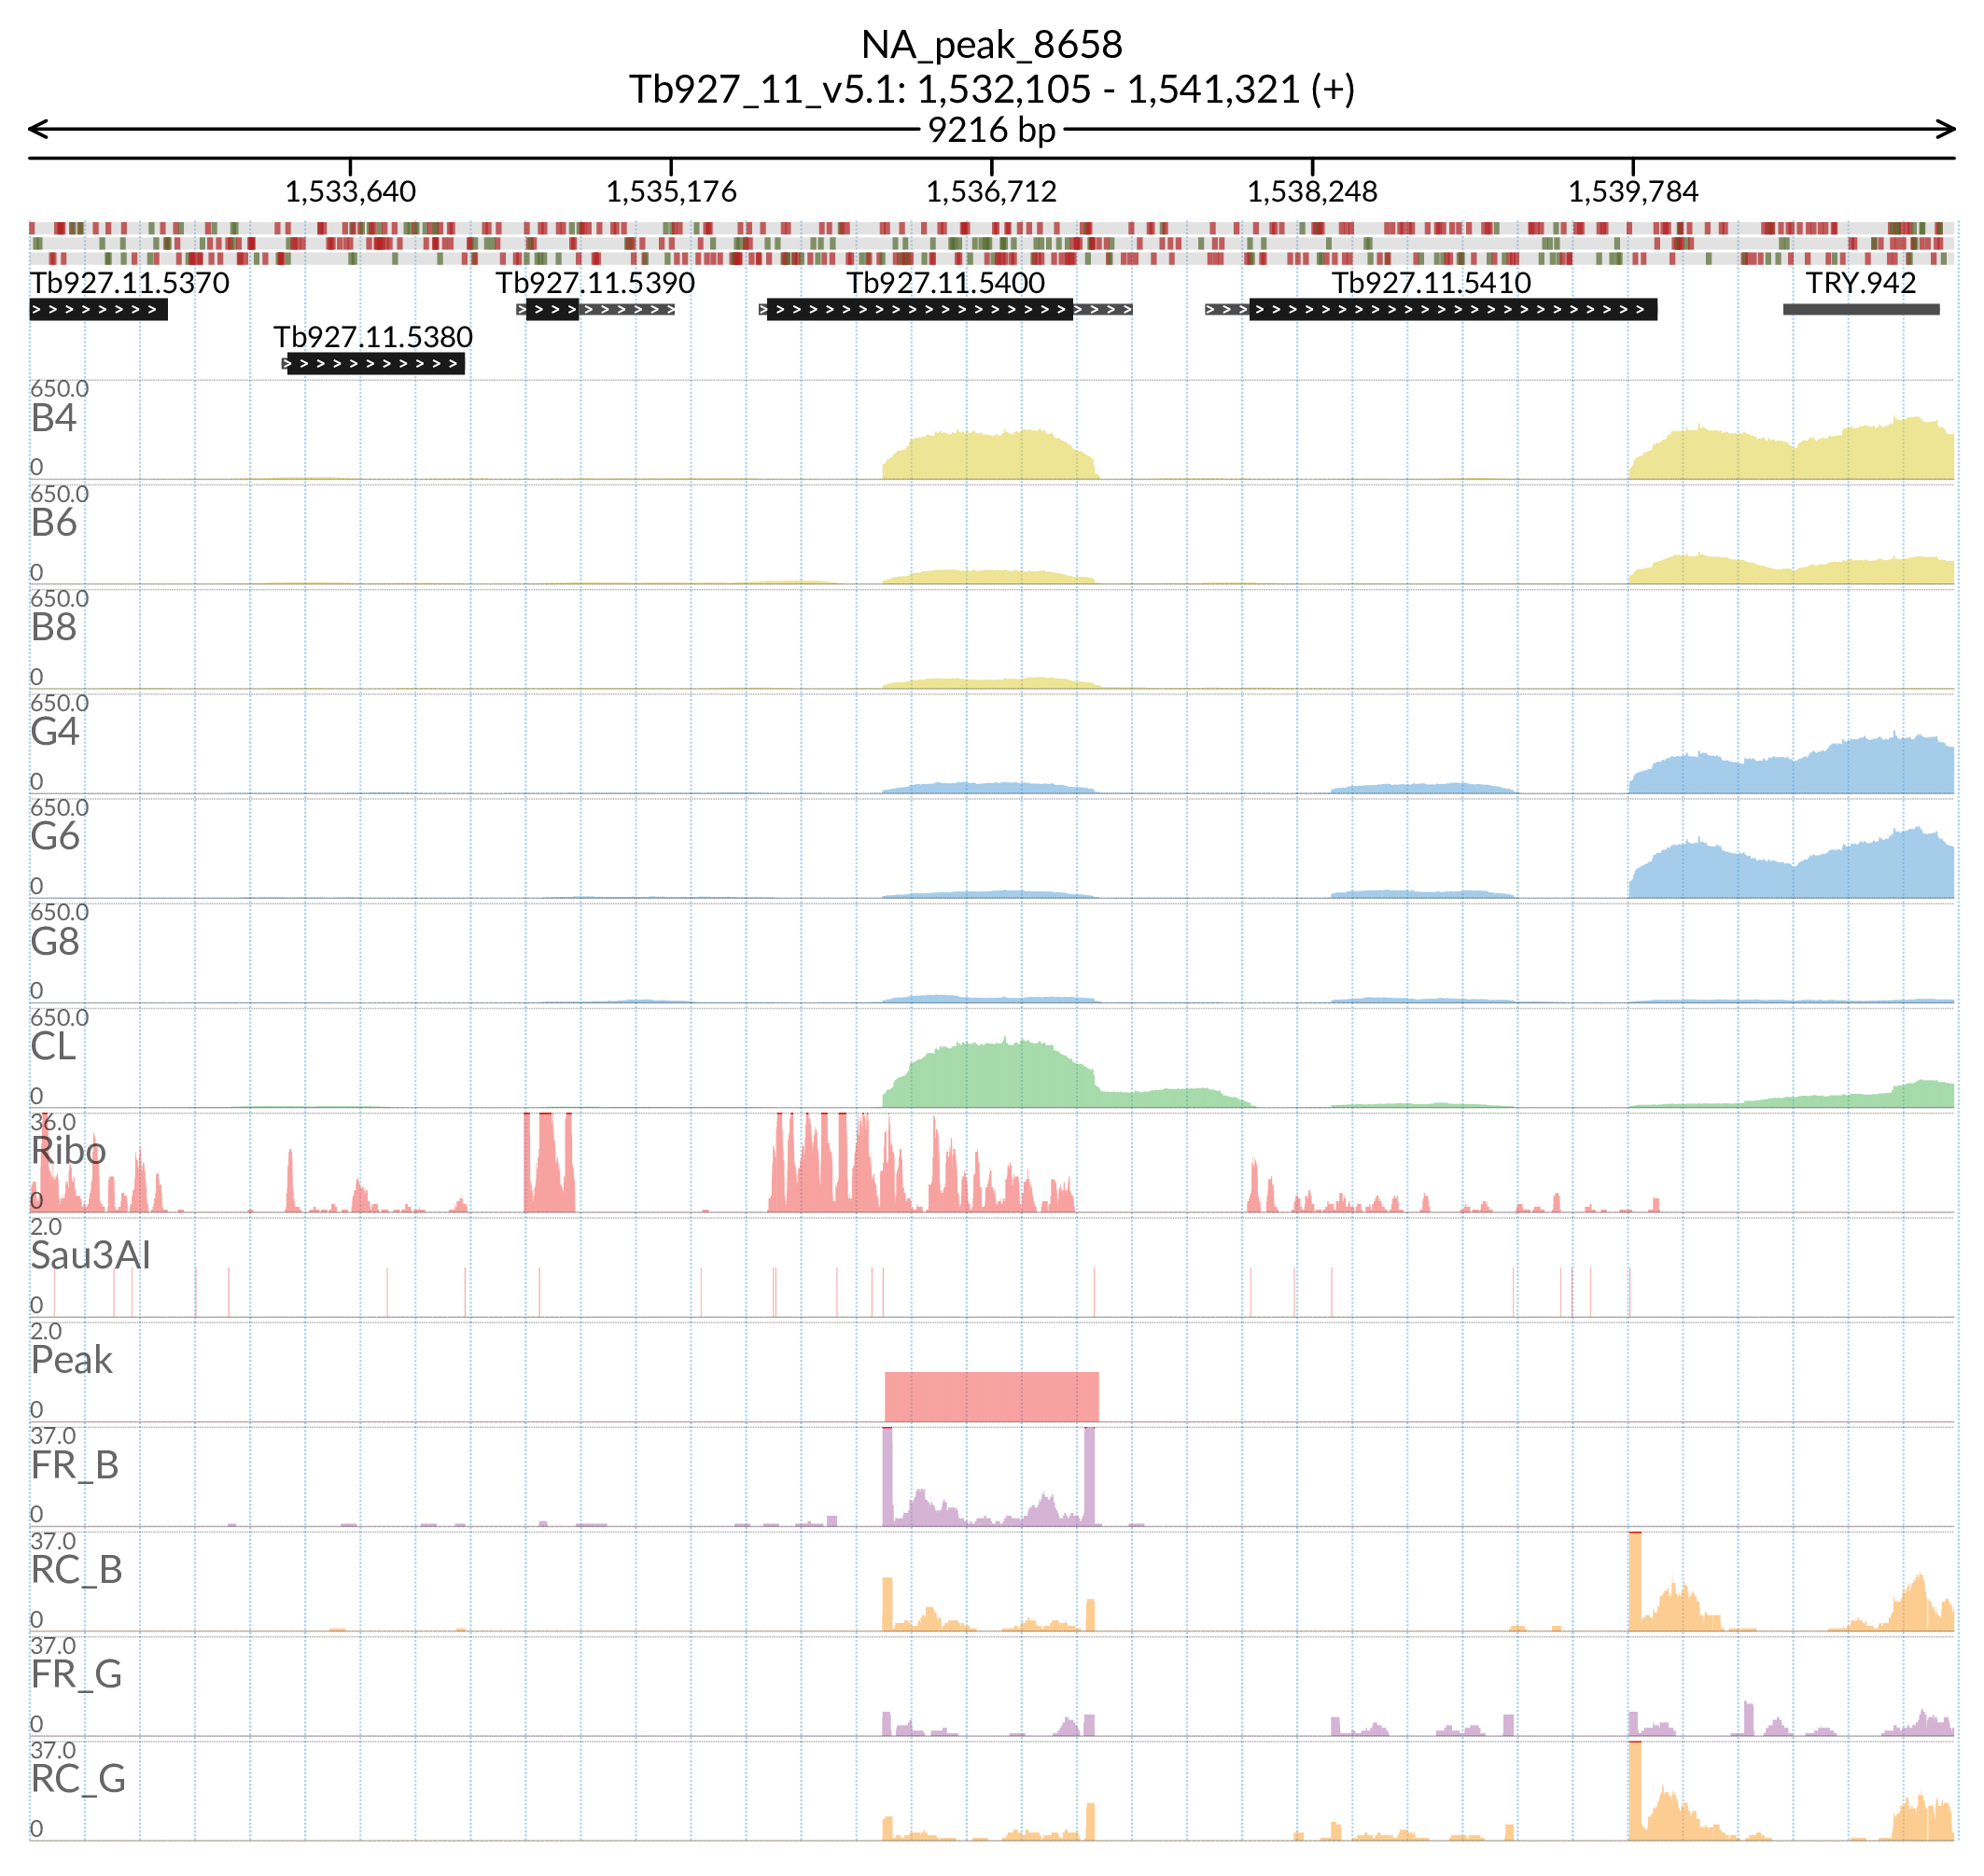 NA_peak_8658
Tb927_11_v5.1: 1,532,105 - 1,541,321 (+)
9216 bp
1,533,640 1,535,176 1,536,712 1,538,248 1,539,784
Tb927.11.5370 Tb927.11.5390 Tb927.11.5400 Tb927.11.5410 TRY.942
Tb927.11.5380
650.0
B4
0
650.0
B6
0
650.0
B8
0
650.0
G4
0
650.0
G6
0
650.0
G8
0
650.0
CL
0
36.0
Ribo
0
2.0
Sau3AI
0
2.0
Peak
0
37.0
FR_B
0
37.0
RC_B
0
37.0
FR_G
0
37.0
RC_G
0